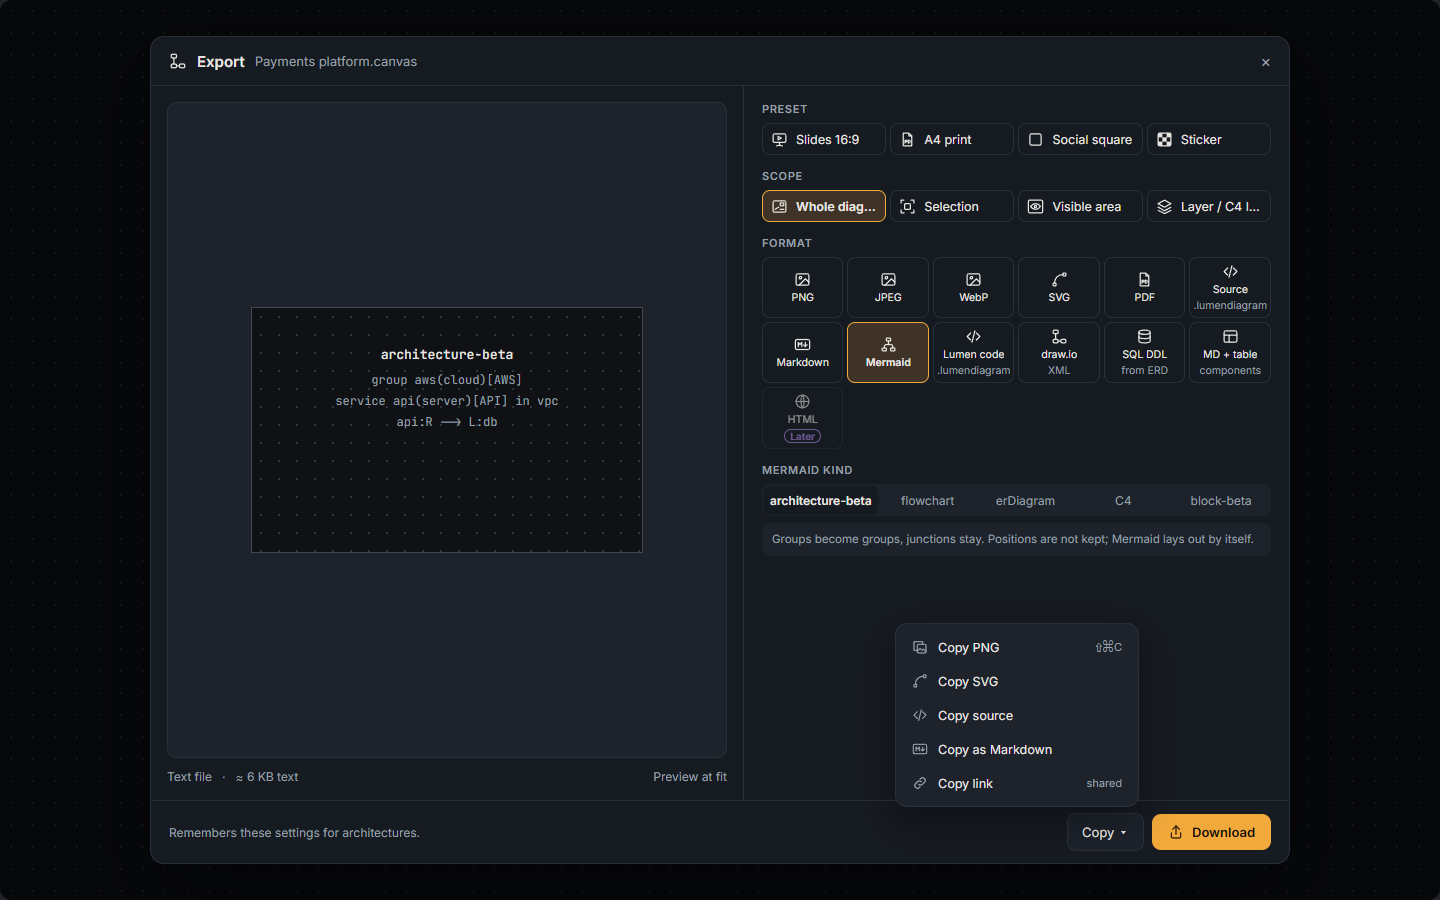 Export Payments platform.canvas
×
architecture-beta
group aws(cloud)[AWS]
service api(server)[API] in vpc
api:R --> L:db
Text file · ≈ 6 KB text
Preview at fit
PRESET
Slides 16:9
A4 print
Social square
Sticker
SCOPE
Whole diag...
Selection
Visible area
Layer / C4 l...
FORMAT
PNG
JPEG
WebP
SVG
PDF
Source
.lumendiagram
Markdown
Mermaid
Lumen code
.lumendiagram
draw.io
XML
SQL DDL
from ERD
MD + table
components
HTML
Later
MERMAID KIND
architecture-beta
flowchart
erDiagram
C4
block-beta
Groups become groups, junctions stay. Positions are not kept; Mermaid lays out by itself.
Copy PNG ⇧⌘C
Copy SVG
Copy source
Copy as Markdown
Copy link shared
Remembers these settings for architectures.
Copy
Download